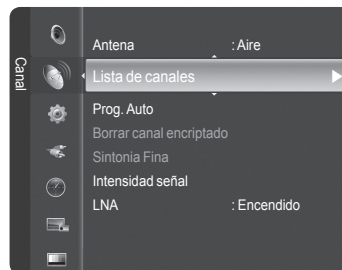 Canal
Antena : Aire
Lista de canales
Prog. Auto
Borrar canal encriptado
Sintonia Fina
Intensidad señal
LNA : Encendido